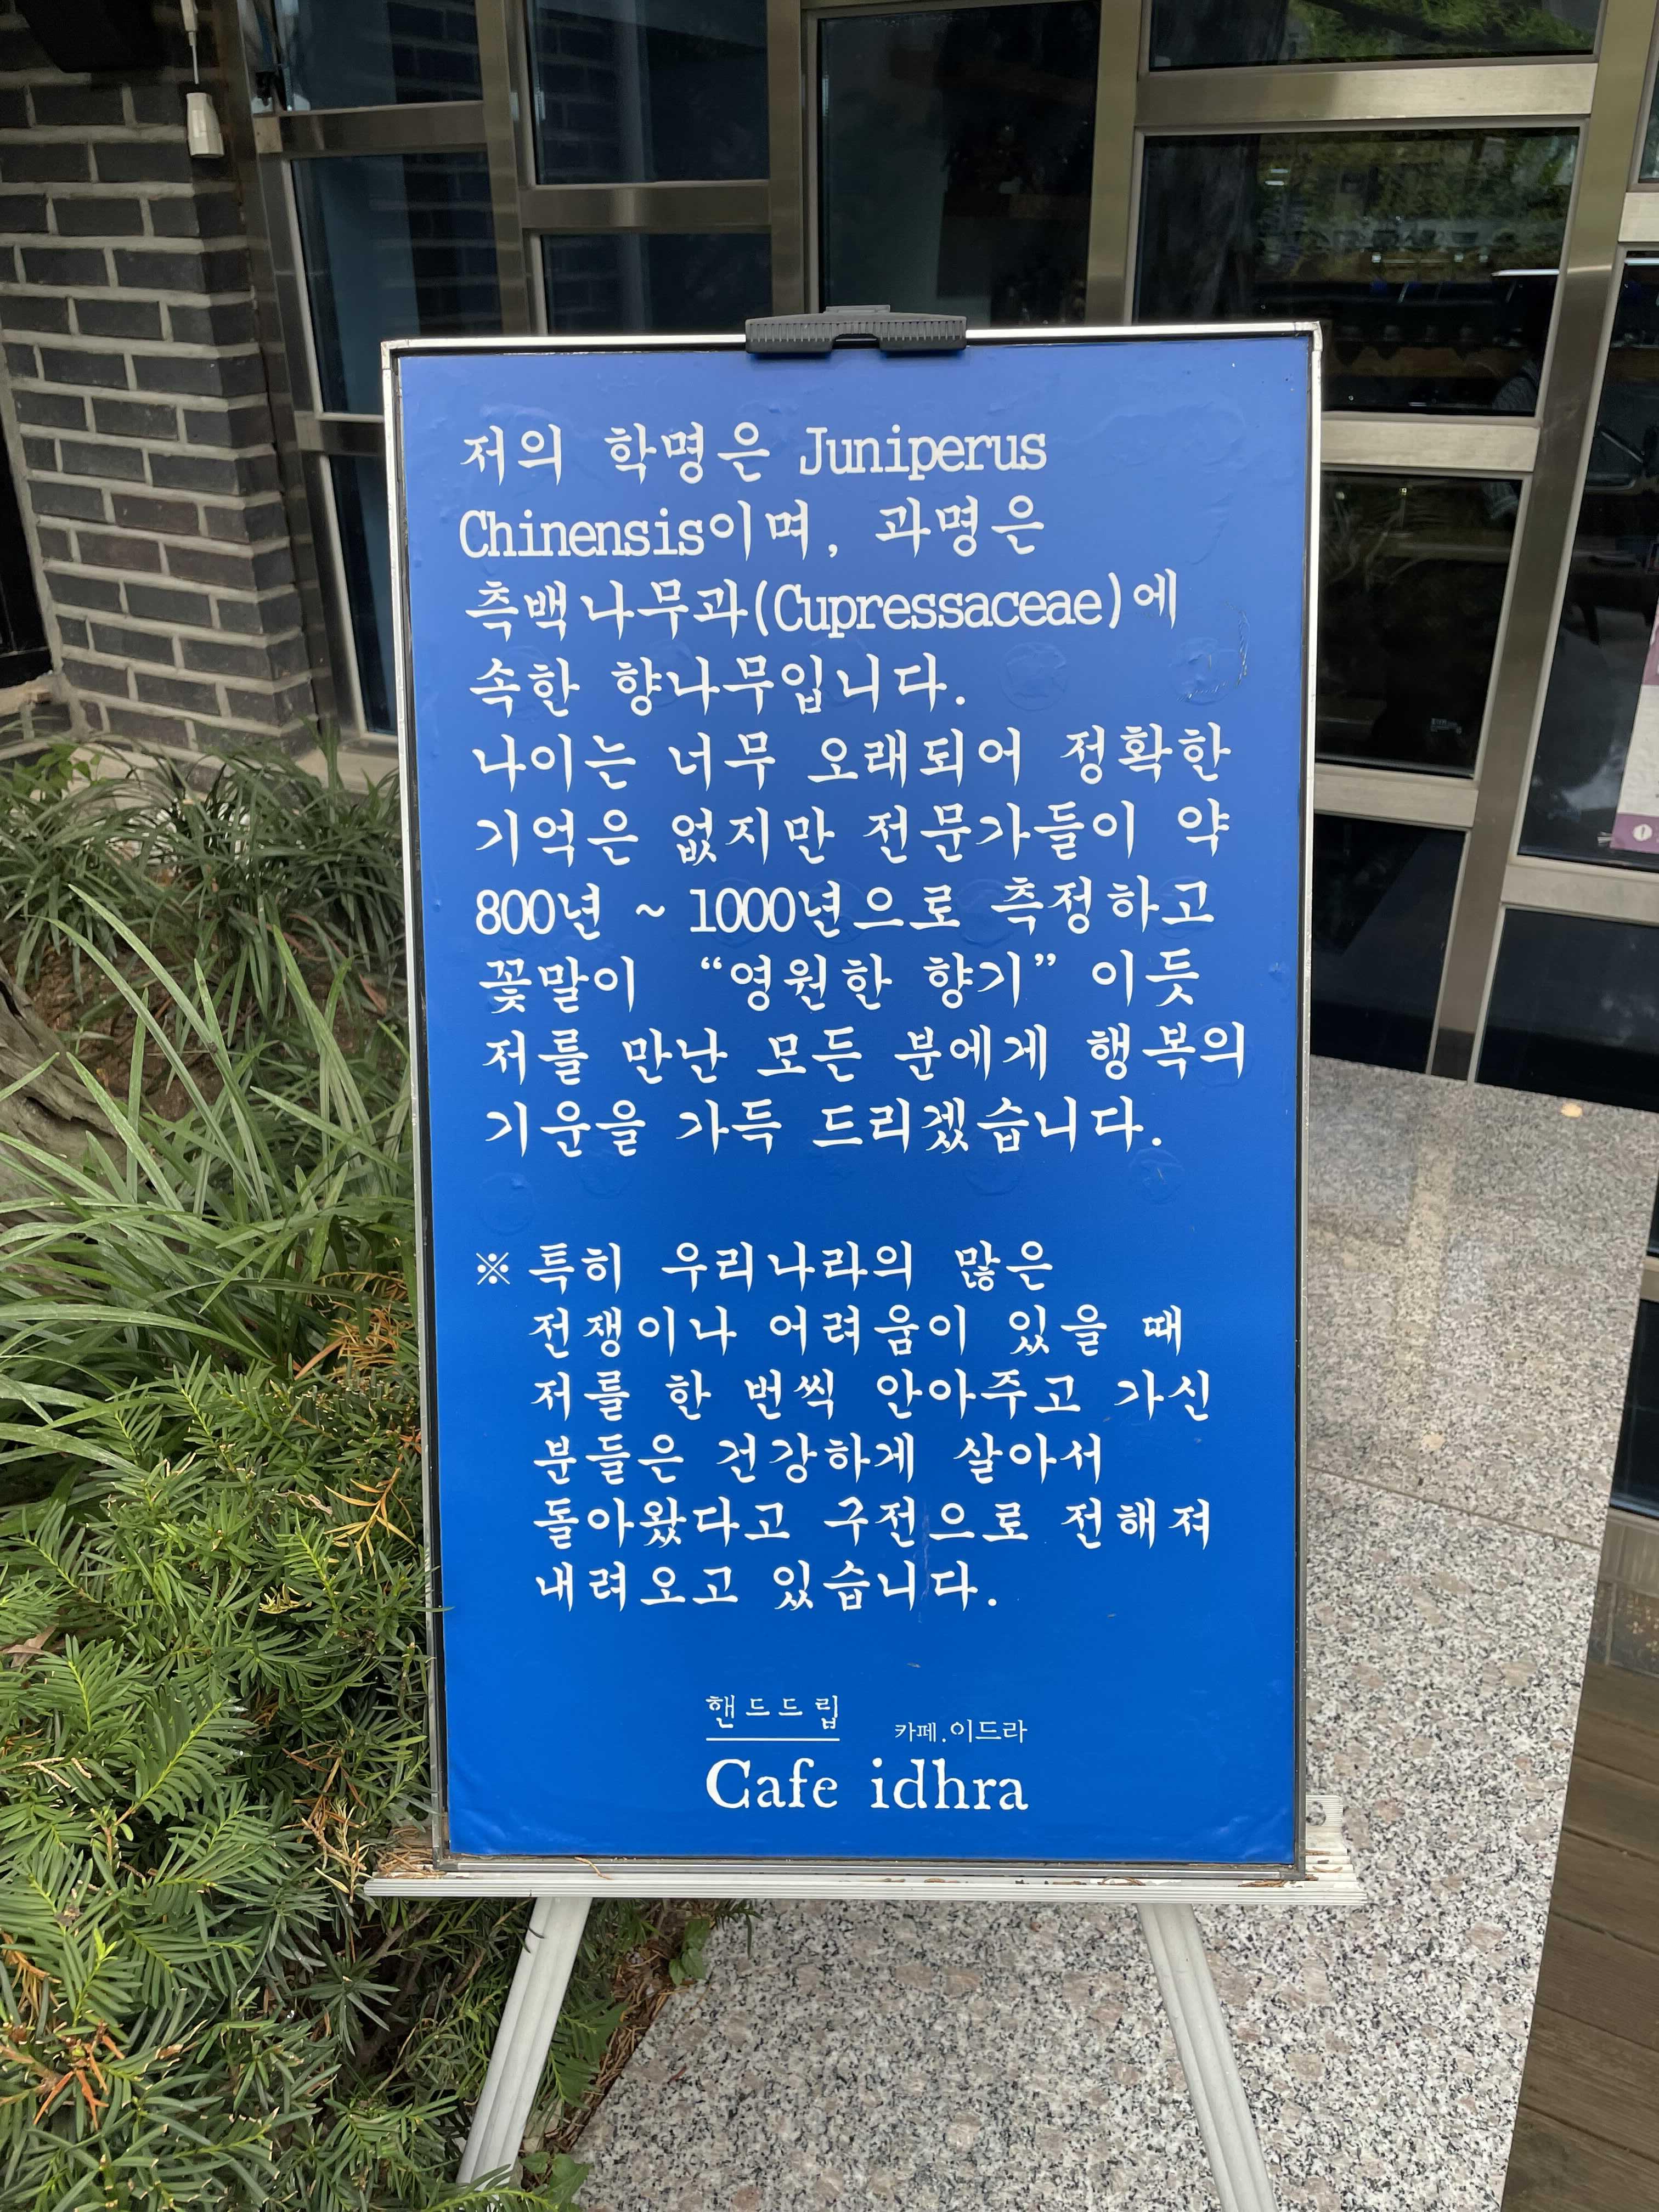 저의 학명은 Juniperus
Chinensis이며, 과명은
측백나무과(Cupressaceae)에
속한 향나무입니다.
나이는 너무 오래되어 정확한
기억은 없지만 전문가들이 약
800년 ~ 1000년으로 측정하고
꽃말이 “영원한 향기” 이듯
저를 만난 모든 분에게 행복의
기운을 가득 드리겠습니다.
※ 특히 우리나라의 많은
전쟁이나 어려움이 있을 때
저를 한 번씩 안아주고 가신
분들은 건강하게 살아서
돌아왔다고 구전으로 전해져
내려오고 있습니다.
핸드드립 카페.이드라
Cafe idhra